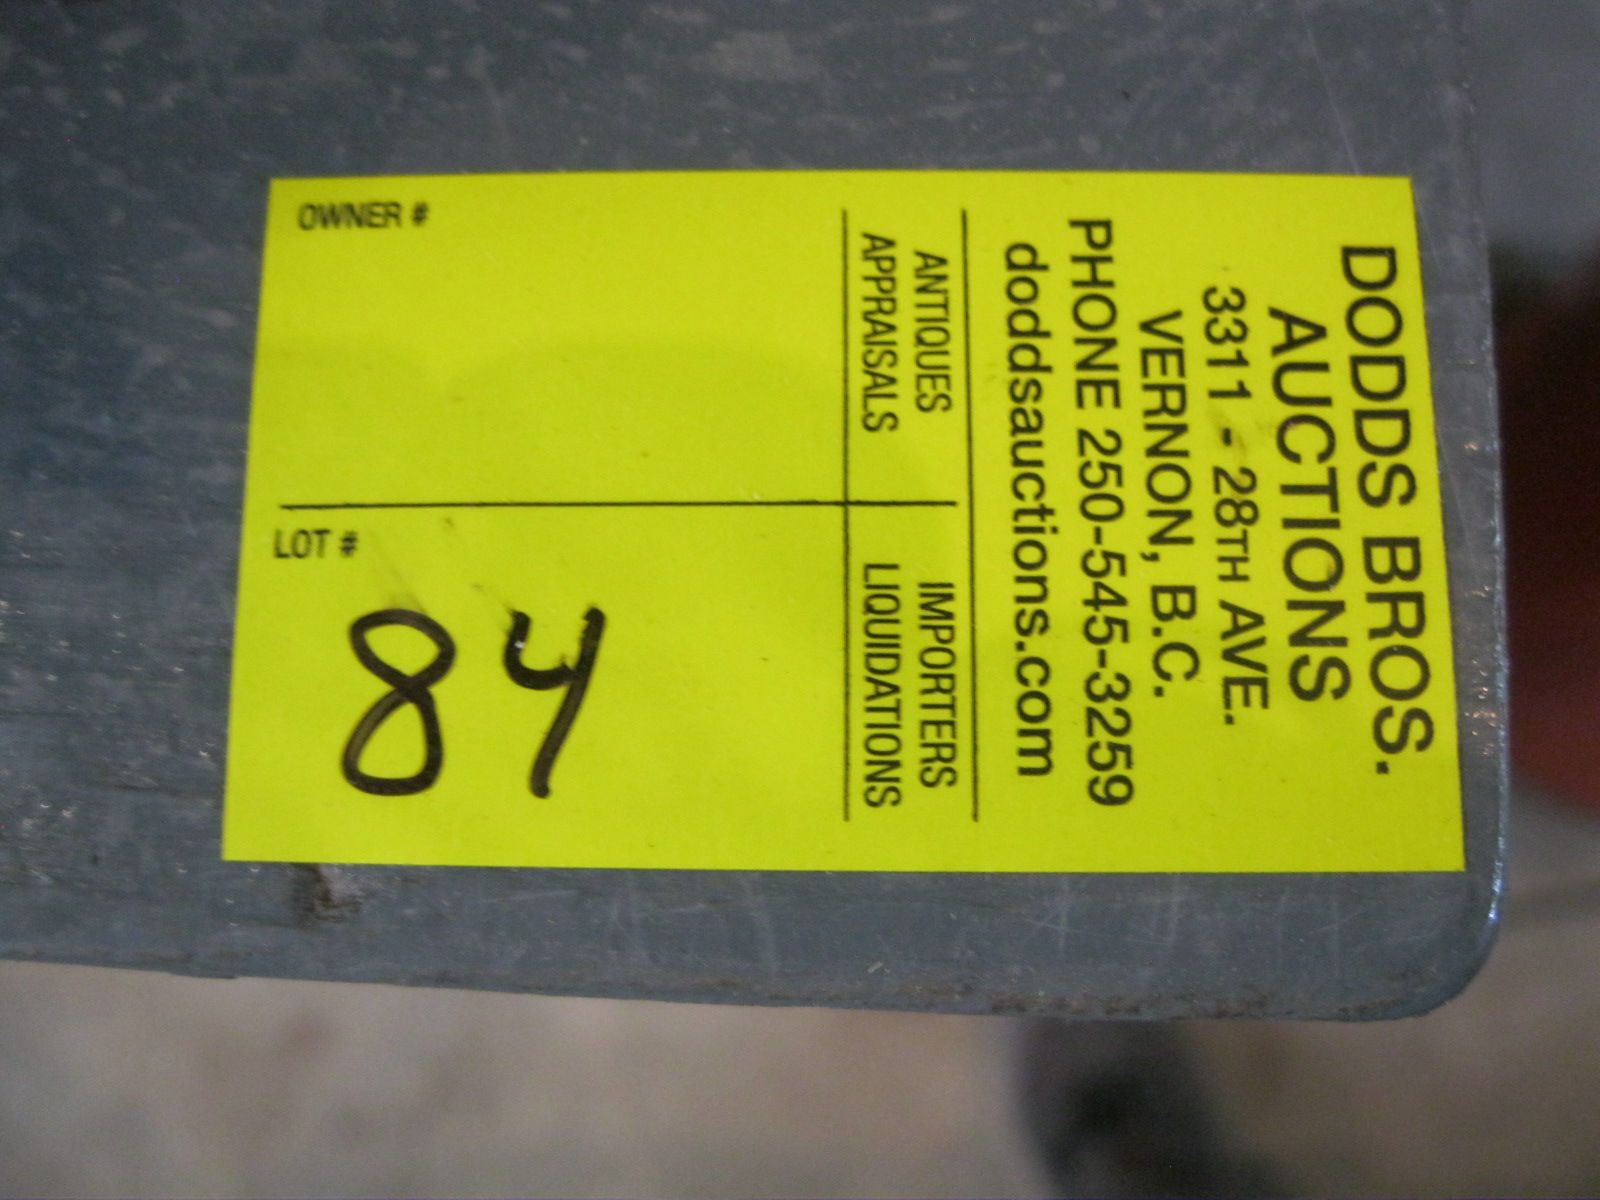 DODDS BROS.
AUCTIONS
3311 - 28TH AVE.
VERNON, B.C.
PHONE 250-545-3259
doddsauctions.com
ANTIQUES
APPRAISALS
IMPORTERS
LIQUIDATIONS
OWNER #
LOT #
84